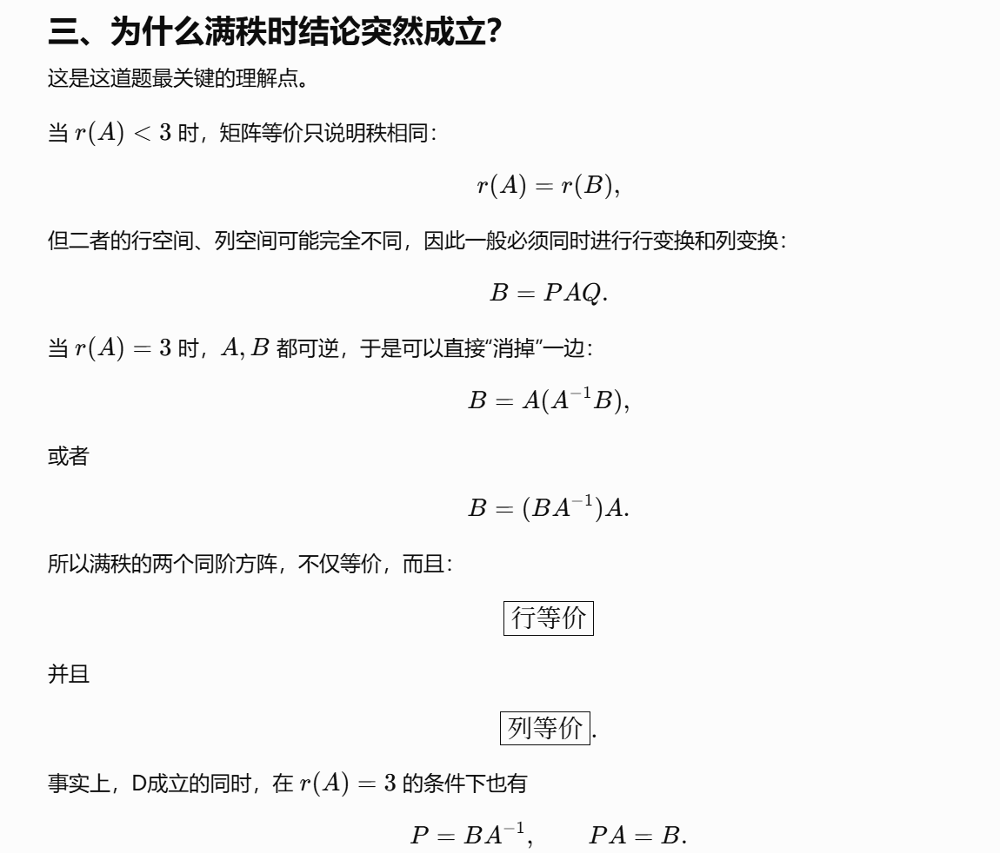 三、为什么满秩时结论突然成立？
这是这道题最关键的理解点。
当 r(A) < 3 时，矩阵等价只说明秩相同：
r(A) = r(B),
但二者的行空间、列空间可能完全不同，因此一般必须同时进行行变换和列变换：
B = PAQ.
当 r(A) = 3 时，A, B 都可逆，于是可以直接“消掉”一边：
B = A(A⁻¹B),
或者
B = (BA⁻¹)A.
所以满秩的两个同阶方阵，不仅等价，而且：
行等价
并且
列等价.
事实上，D成立的同时，在 r(A) = 3 的条件下也有
P = BA⁻¹, PA = B.